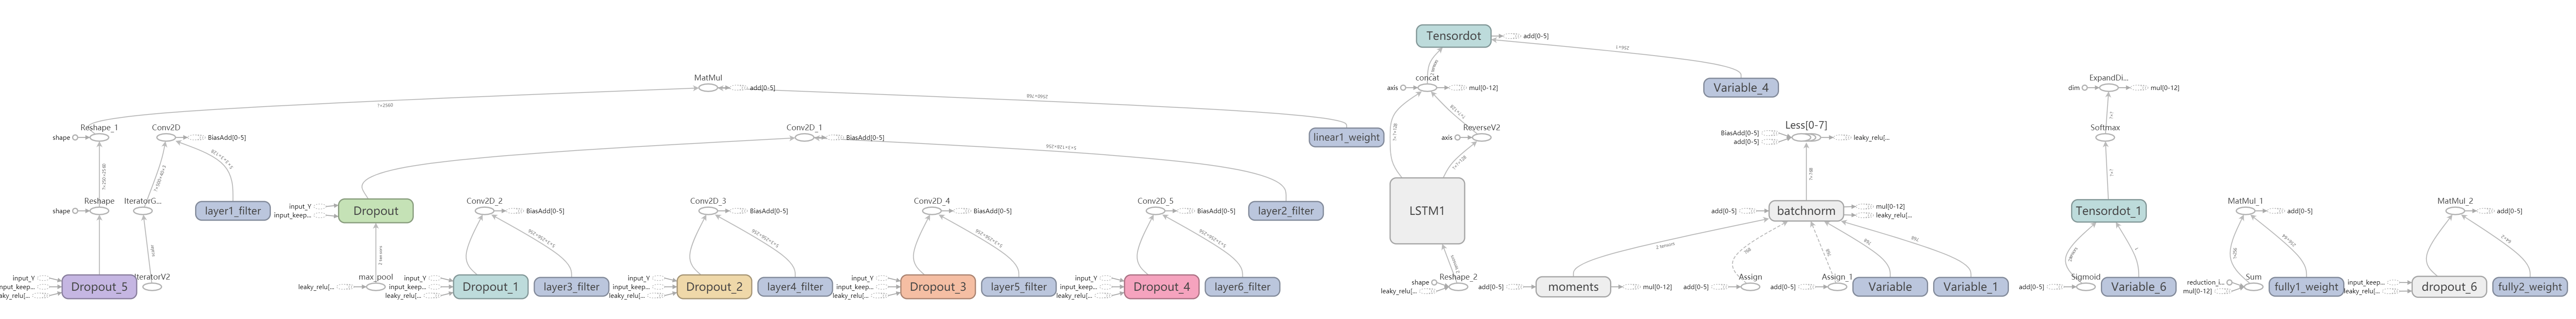 Tensordot
add[0-5]
MatMul
add[0-5]
concat
axis
mul[0-12]
Variable_4
ExpandDi...
dim
mul[0-12]
Reshape_1
shape
Conv2D
BiasAdd[0-5]
Conv2D_1
BiasAdd[0-5]
linear1_weight
ReverseV2
axis
Less[0-7]
BiasAdd[0-5]
add[0-5]
leaky_relu[...
Softmax
Reshape
shape
IteratorG...
layer1_filter
input_Y
input_keep...
Dropout
Conv2D_2
BiasAdd[0-5]
Conv2D_3
BiasAdd[0-5]
Conv2D_4
BiasAdd[0-5]
Conv2D_5
BiasAdd[0-5]
layer2_filter
LSTM1
add[0-5]
batchnorm
mul[0-12]
leaky_relu[...
Tensordot_1
MatMul_1
add[0-5]
MatMul_2
add[0-5]
input_Y
input_keep...
leaky_relu[...
Dropout_5
IteratorV2
leaky_relu[...
max_pool
input_Y
input_keep...
leaky_relu[...
Dropout_1
layer3_filter
input_Y
input_keep...
leaky_relu[...
Dropout_2
layer4_filter
input_Y
input_keep...
leaky_relu[...
Dropout_3
layer5_filter
input_Y
input_keep...
leaky_relu[...
Dropout_4
layer6_filter
Reshape_2
shape
leaky_relu[...
add[0-5]
moments
mul[0-12]
Assign
add[0-5]
Assign_1
add[0-5]
Variable
Variable_1
Sigmoid
add[0-5]
Variable_6
Sum
reduction_i...
mul[0-12]
fully1_weight
input_keep...
leaky_relu[...
dropout_6
fully2_weight